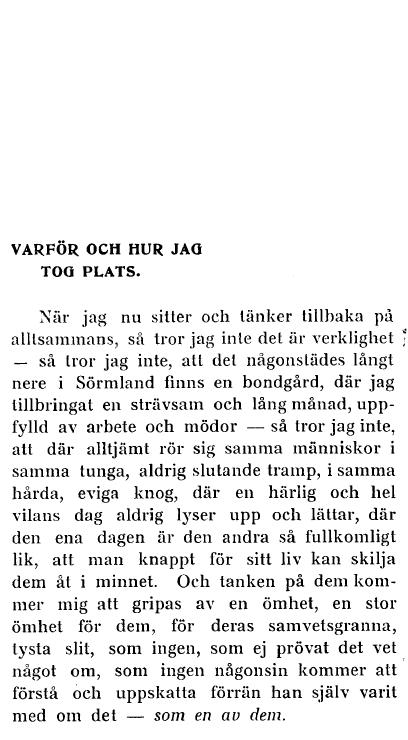 VARFÖR OCH HUR JAG
TOG PLATS.
När jag nu sitter och tänker tillbaka på
alltsammans, så tror jag inte det är verklighet
— så tror jag inte, att det någonstädes långt
nere i Sörmland finns en bondgård, där jag
tillbringat en strävsam och lång månad, upp-
fylld av arbete och mödor — så tror jag inte,
att där alltjämt rör sig samma människor i
samma tunga, aldrig slutande tramp, i samma
hårda, eviga knog, där en härlig och hel
vilans dag aldrig lyser upp och lättar, där
den ena dagen är den andra så fullkomligt
lik, att man knappt för sitt liv kan skilja
dem åt i minnet. Och tanken på dem kom-
mer mig att gripas av en ömhet, en stor
ömhet för dem, för deras samvetsgranna,
tysta slit, som ingen, som ej prövat det vet
något om, som ingen någonsin kommer att
förstå och uppskatta förrän han själv varit
med om det — som en av dem.